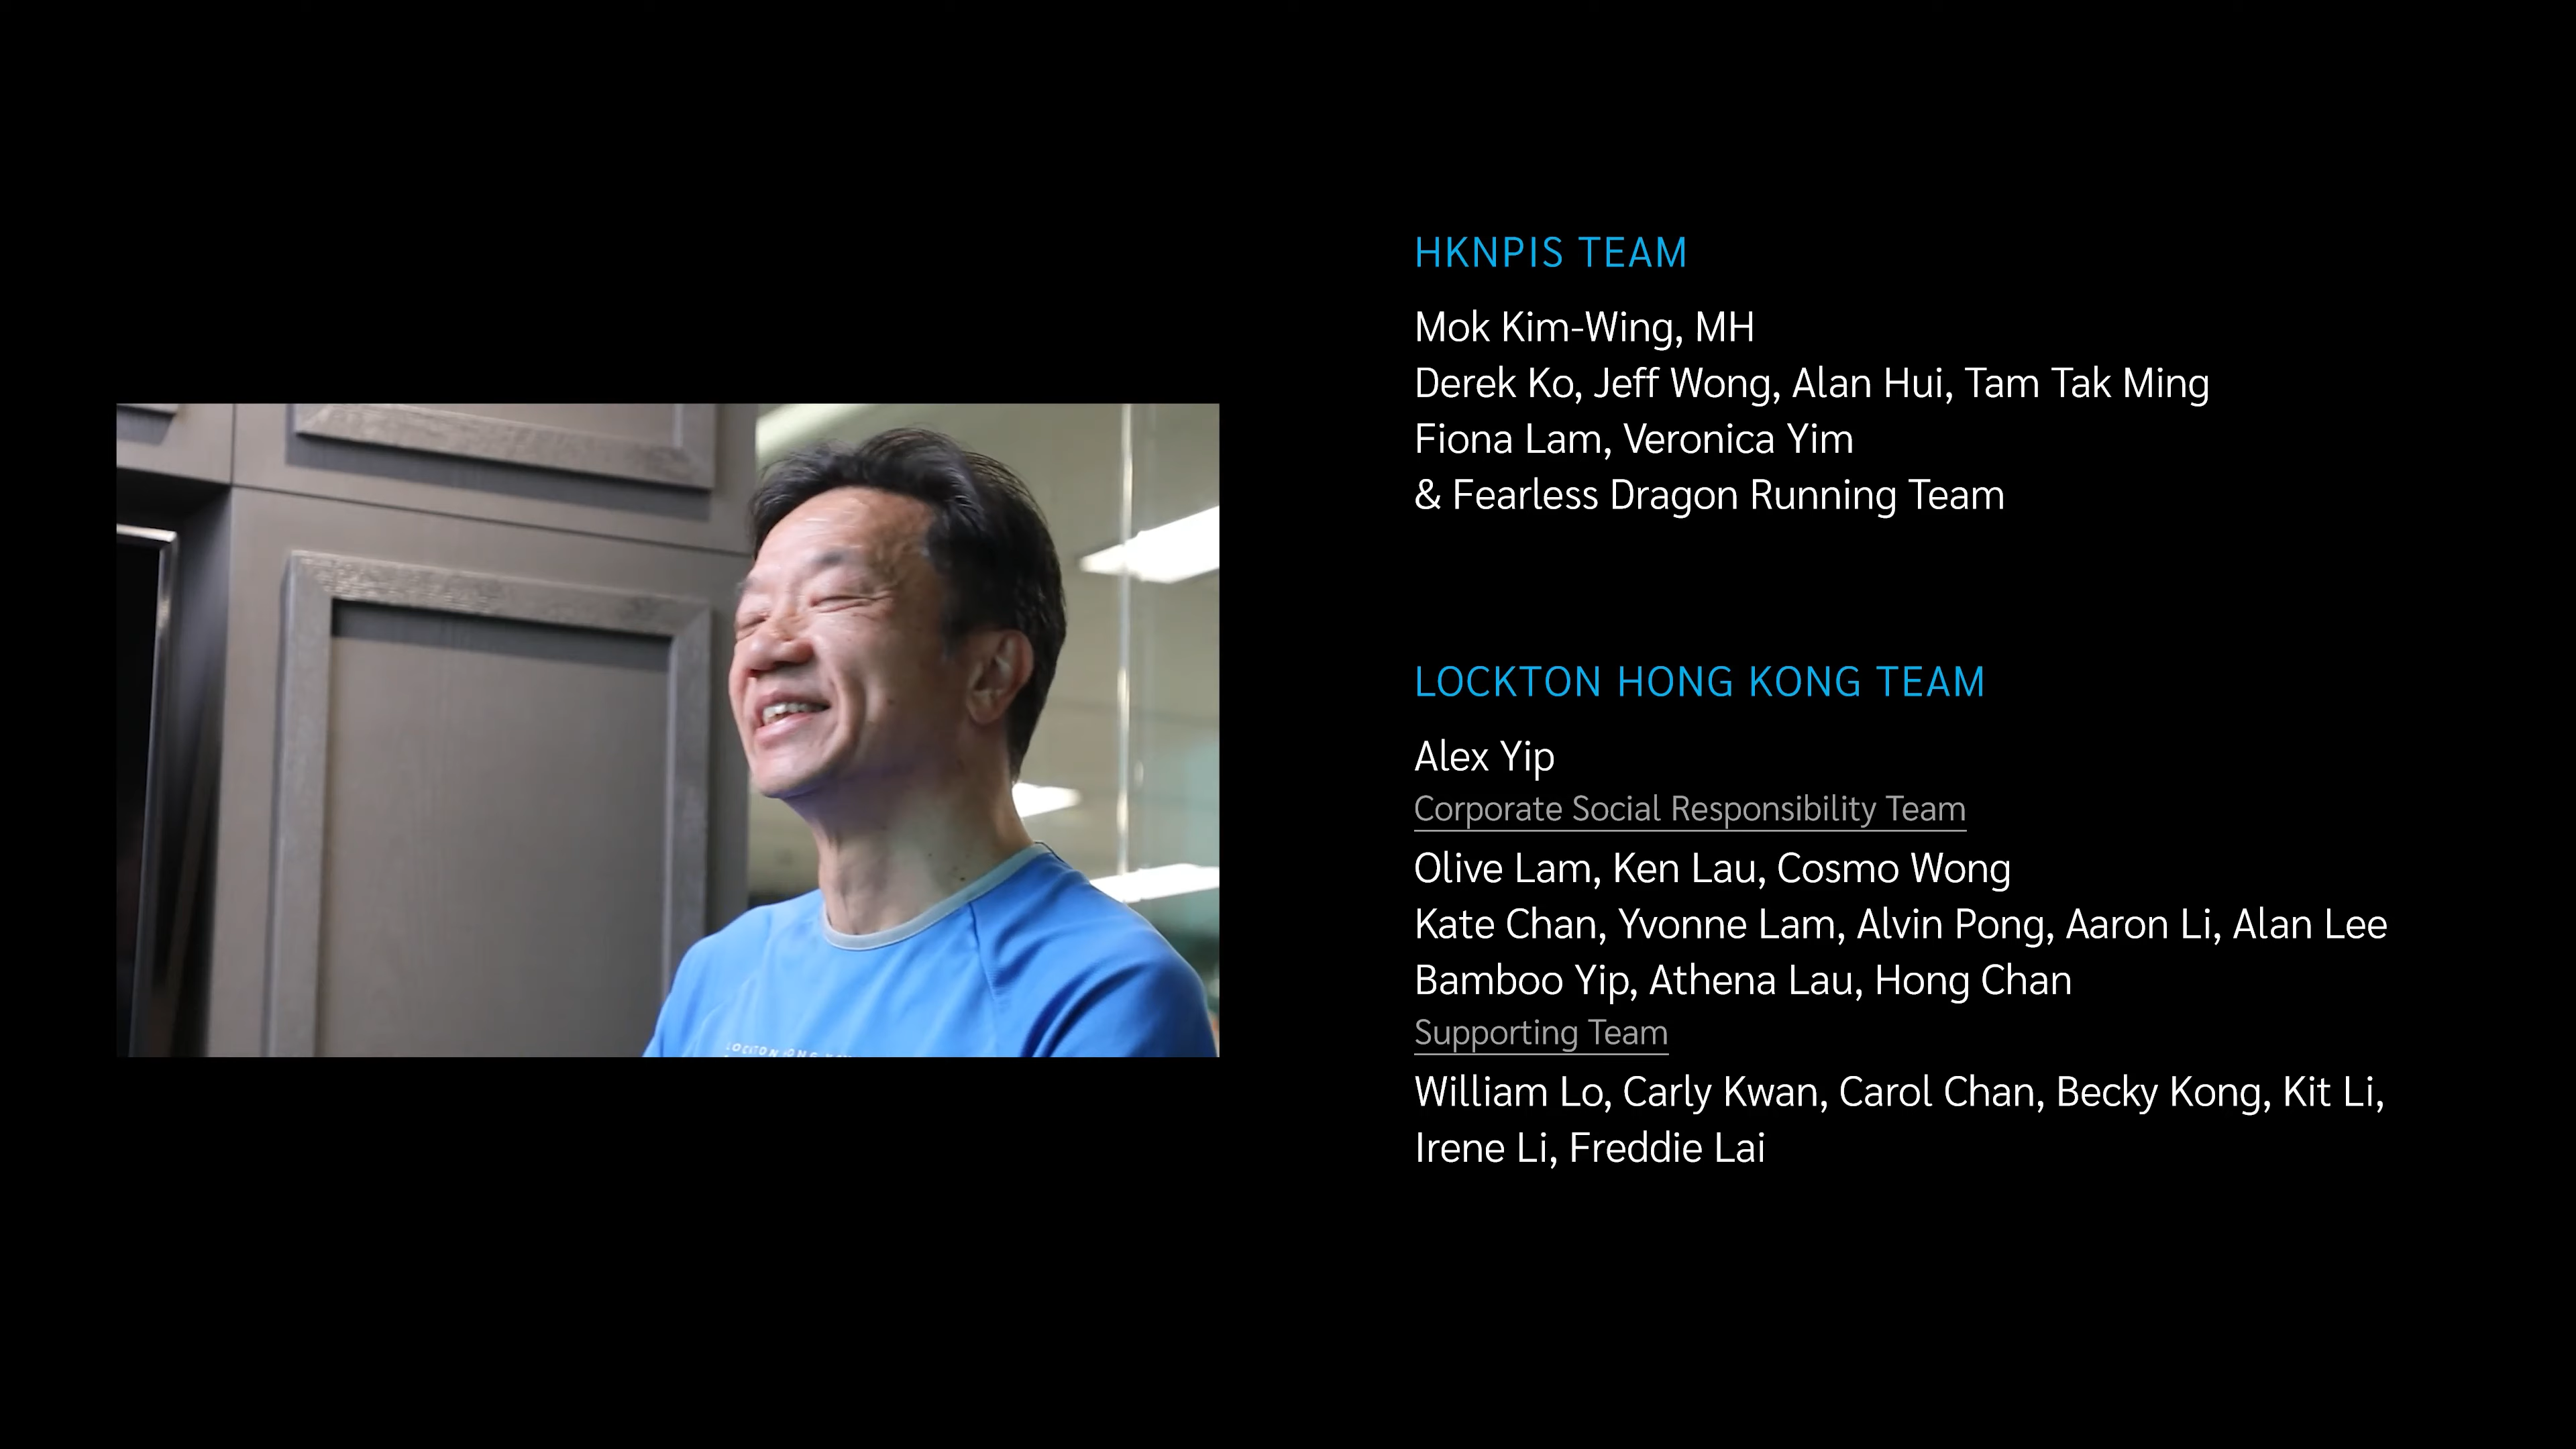 HKNPIS TEAM
Mok Kim-Wing, MH
Derek Ko, Jeff Wong, Alan Hui, Tam Tak Ming
Fiona Lam, Veronica Yim
& Fearless Dragon Running Team
LOCKTON HONG KONG TEAM
Alex Yip
Corporate Social Responsibility Team
Olive Lam, Ken Lau, Cosmo Wong
Kate Chan, Yvonne Lam, Alvin Pong, Aaron Li, Alan Lee
Bamboo Yip, Athena Lau, Hong Chan
Supporting Team
William Lo, Carly Kwan, Carol Chan, Becky Kong, Kit Li,
Irene Li, Freddie Lai
LOCKTON